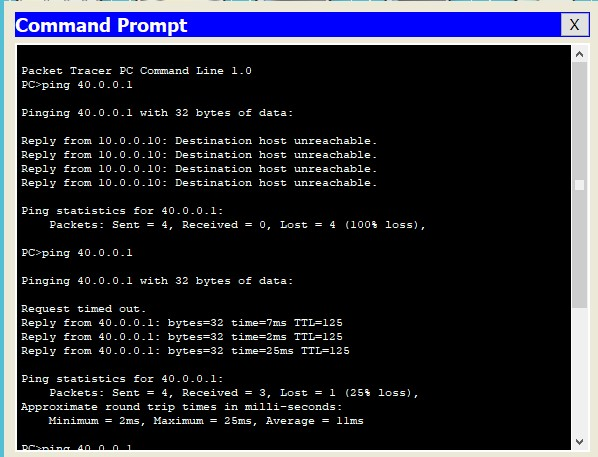 Command Prompt
X
Packet Tracer PC Command Line 1.0
PC>ping 40.0.0.1
Pinging 40.0.0.1 with 32 bytes of data:
Reply from 10.0.0.10: Destination host unreachable.
Reply from 10.0.0.10: Destination host unreachable.
Reply from 10.0.0.10: Destination host unreachable.
Reply from 10.0.0.10: Destination host unreachable.
Ping statistics for 40.0.0.1:
Packets: Sent = 4, Received = 0, Lost = 4 (100% loss),
PC>ping 40.0.0.1
Pinging 40.0.0.1 with 32 bytes of data:
Request timed out.
Reply from 40.0.0.1: bytes=32 time=7ms TTL=125
Reply from 40.0.0.1: bytes=32 time=2ms TTL=125
Reply from 40.0.0.1: bytes=32 time=25ms TTL=125
Ping statistics for 40.0.0.1:
Packets: Sent = 4, Received = 3, Lost = 1 (25% loss),
Approximate round trip times in milli-seconds:
Minimum = 2ms, Maximum = 25ms, Average = 11ms
PC>ping 40.0.0.1